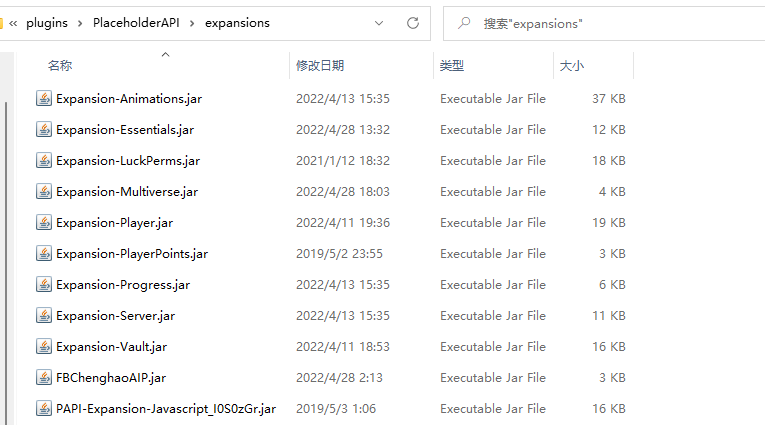 « plugins › PlaceholderAPI › expansions
搜索"expansions"
名称 修改日期 类型 大小
Expansion-Animations.jar 2022/4/13 15:35 Executable Jar File 37 KB
Expansion-Essentials.jar 2022/4/28 13:32 Executable Jar File 12 KB
Expansion-LuckPerms.jar 2021/1/12 18:32 Executable Jar File 18 KB
Expansion-Multiverse.jar 2022/4/28 18:03 Executable Jar File 4 KB
Expansion-Player.jar 2022/4/11 19:36 Executable Jar File 19 KB
Expansion-PlayerPoints.jar 2019/5/2 23:55 Executable Jar File 3 KB
Expansion-Progress.jar 2022/4/13 15:35 Executable Jar File 6 KB
Expansion-Server.jar 2022/4/13 15:35 Executable Jar File 11 KB
Expansion-Vault.jar 2022/4/11 18:53 Executable Jar File 16 KB
FBChenghaoAIP.jar 2022/4/28 2:13 Executable Jar File 3 KB
PAPI-Expansion-Javascript_I0S0zGr.jar 2019/5/3 1:06 Executable Jar File 16 KB